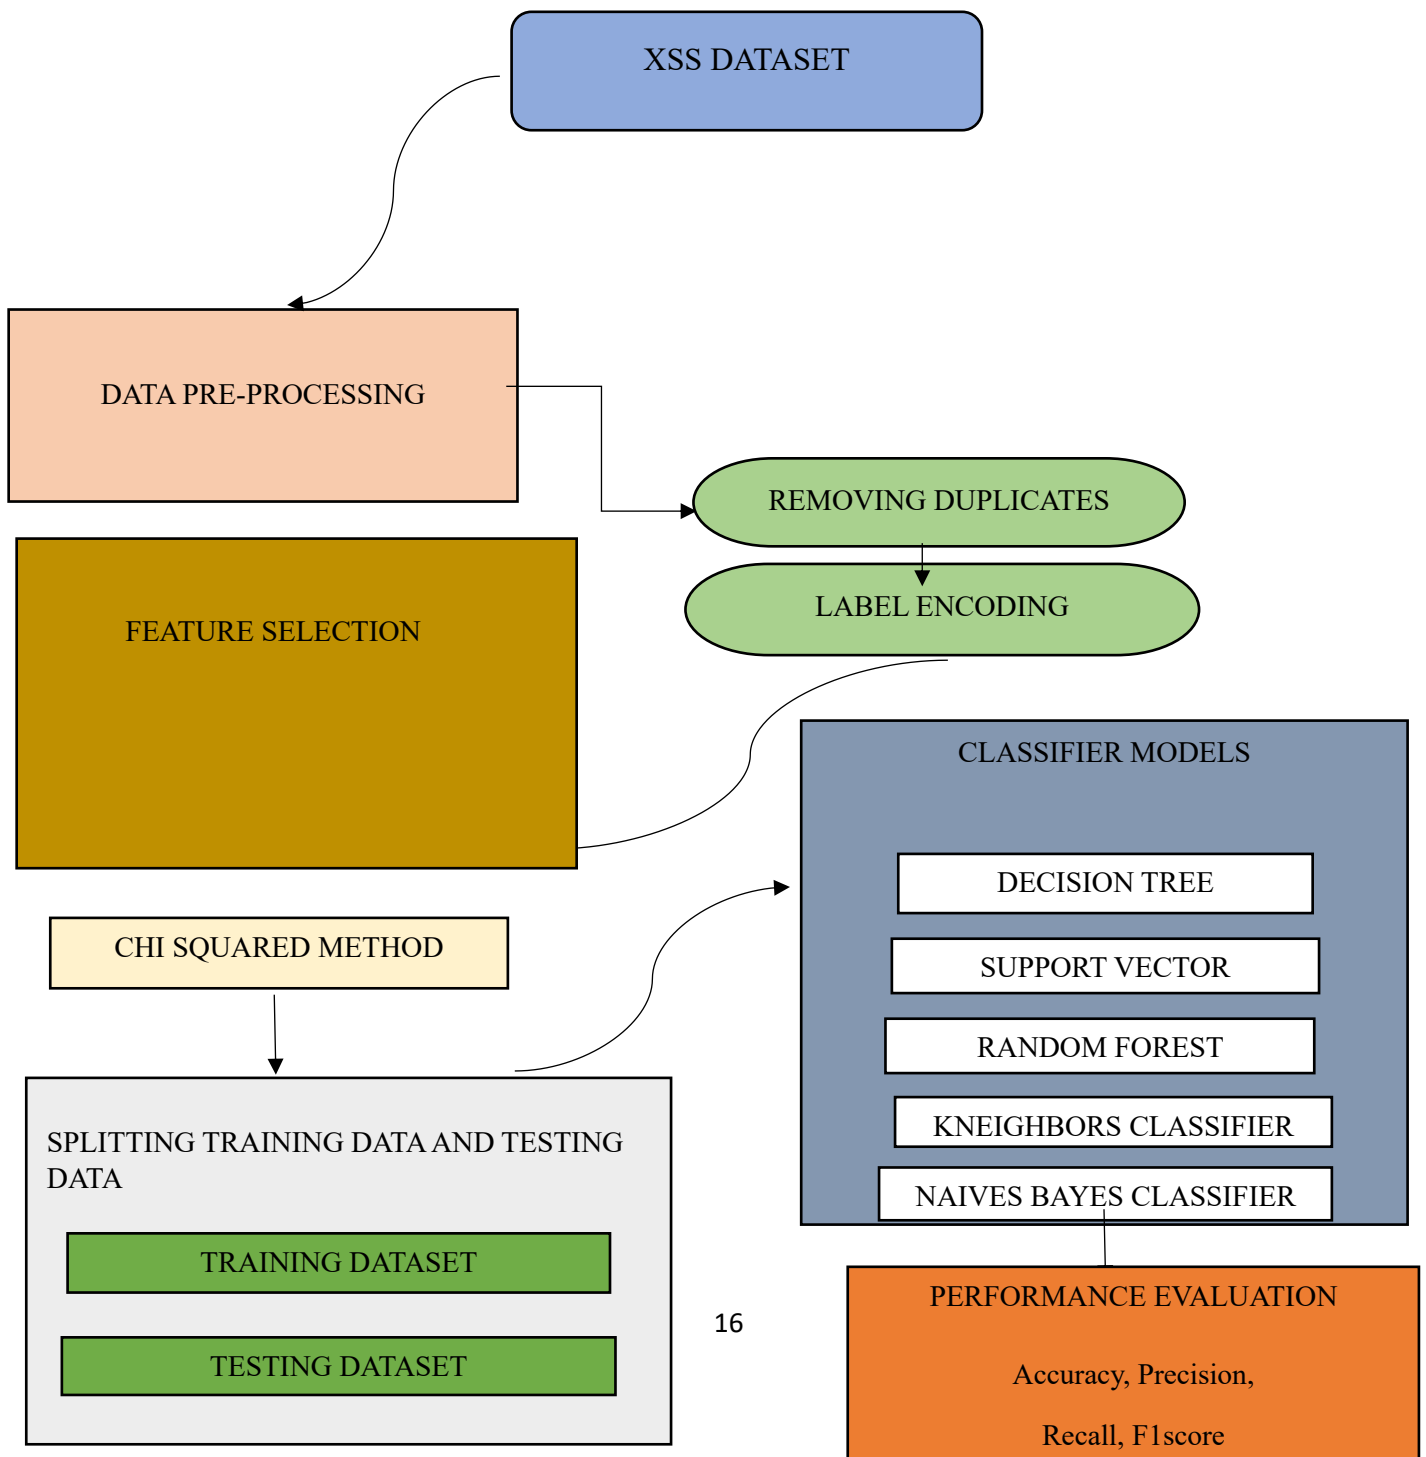 XSS DATASET
DATA PRE-PROCESSING
REMOVING DUPLICATES
LABEL ENCODING
FEATURE SELECTION
CHI SQUARED METHOD
SPLITTING TRAINING DATA AND TESTING
DATA
TRAINING DATASET
TESTING DATASET
CLASSIFIER MODELS
DECISION TREE
SUPPORT VECTOR
RANDOM FOREST
KNEIGHBORS CLASSIFIER
NAIVES BAYES CLASSIFIER
PERFORMANCE EVALUATION
Accuracy, Precision,
Recall, F1score
16